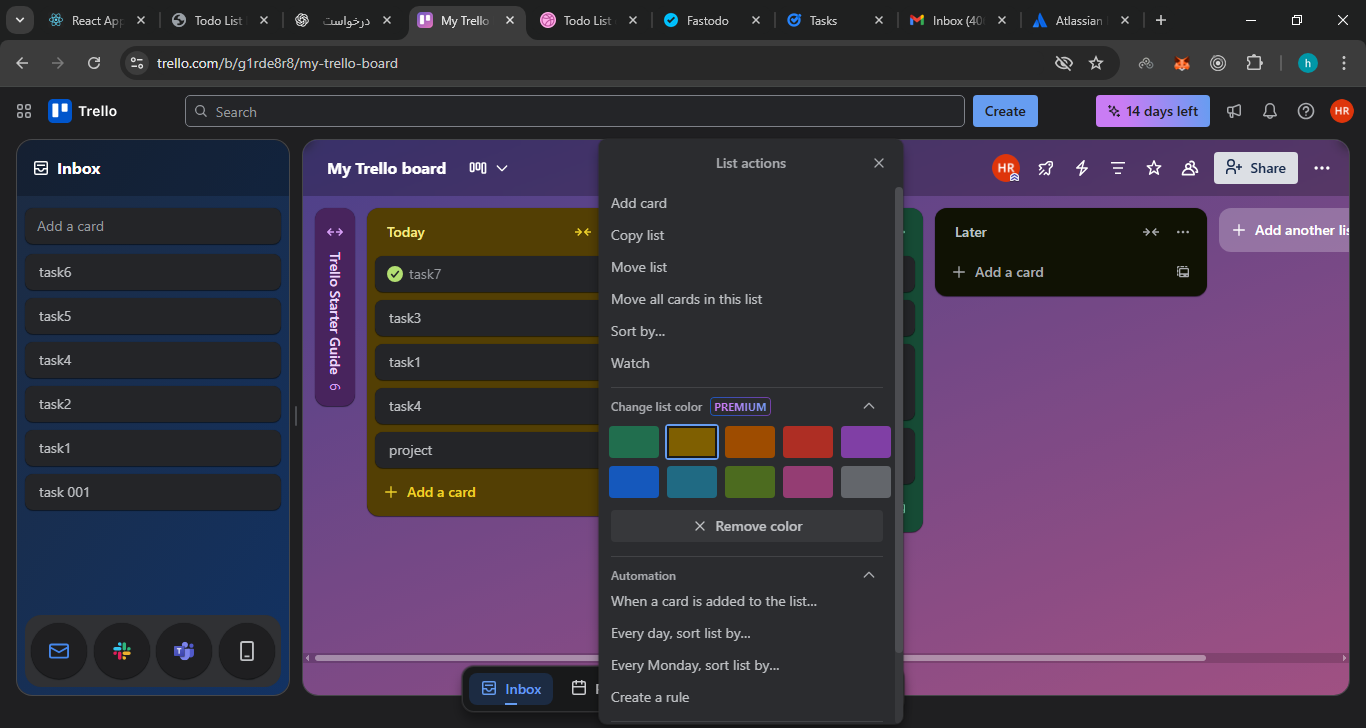 React Ap
Todo List
درخواست
My Trello
Todo List
Fastodo
Tasks
Inbox (40
Atlassian
trello.com/b/g1rde8r8/my-trello-board
h
Trello
Search
Create
14 days left
HR
Inbox
Add a card
task6
task5
task4
task2
task1
task 001
My Trello board
HR
Share
Trello Starter Guide 6
Today
task7
task3
task1
task4
project
Add a card
List actions
Add card
Copy list
Move list
Move all cards in this list
Sort by...
Watch
Change list color PREMIUM
Remove color
Automation
When a card is added to the list...
Every day, sort list by...
Every Monday, sort list by...
Create a rule
Later
Add a card
Add another lis
Inbox